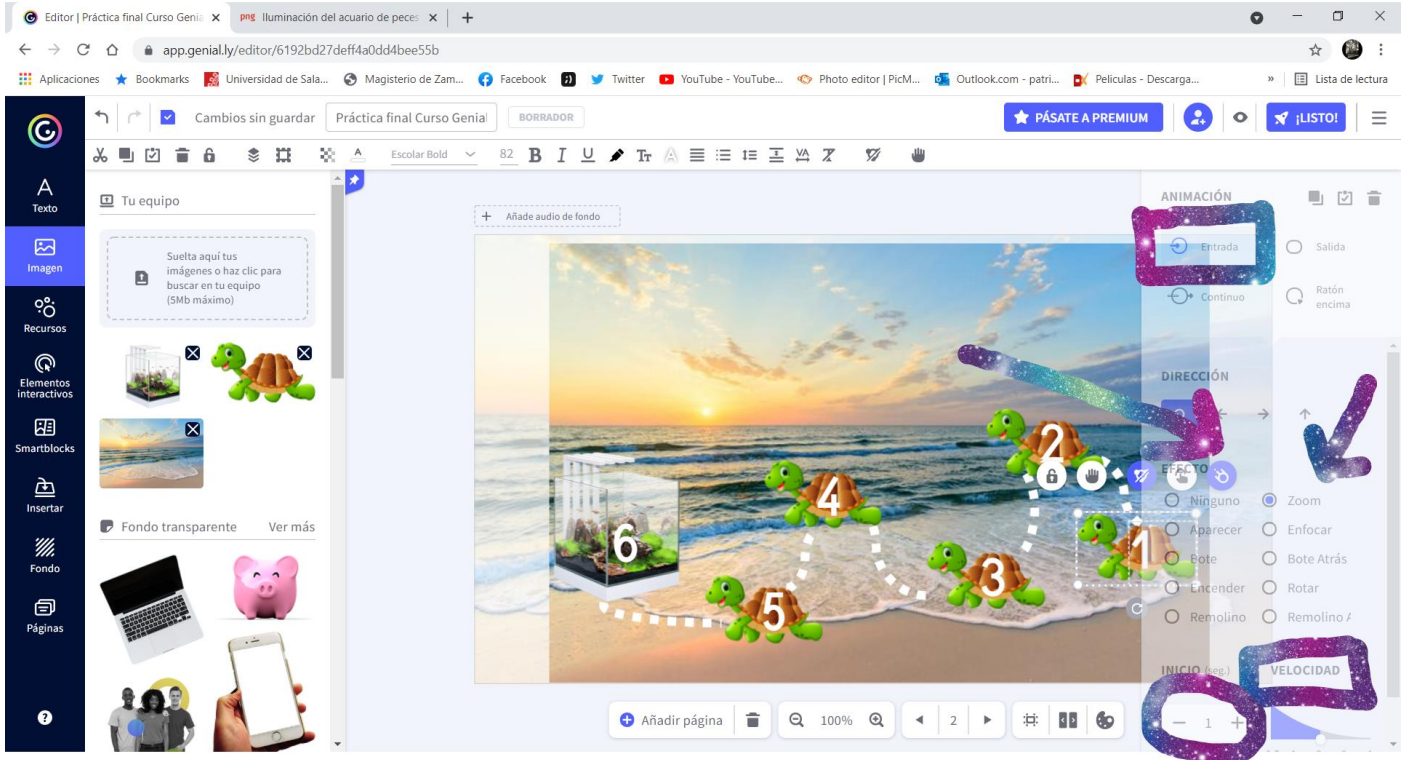 Editor | Práctica final Curso Genia
png Iluminación del acuario de peces
app.genial.ly/editor/6192bd27deff4a0dd4bee55b
Aplicaciones
Bookmarks
Universidad de Sala...
Magisterio de Zam...
Facebook
Twitter
YouTube - YouTube...
Photo editor | PicM...
Outlook.com - patri...
Peliculas - Descarga...
»
Lista de lectura
Cambios sin guardar
Práctica final Curso Genial
BORRADOR
PÁSATE A PREMIUM
¡LISTO!
Escolar Bold
82
B I U
Texto
Imagen
Recursos
Elementos
interactivos
Smartblocks
Insertar
Fondo
Páginas
Tu equipo
Suelta aquí tus
imágenes o haz clic para
buscar en tu equipo
(5Mb máximo)
Fondo transparente Ver más
+ Añade audio de fondo
1
2
3
4
5
6
ANIMACIÓN
Entrada
Salida
Continuo
Ratón
encima
DIRECCIÓN
EFECTO
Ninguno
Zoom
Aparecer
Enfocar
Bote
Bote Atrás
Encender
Rotar
Remolino
Remolino
INICIO (seg.)
VELOCIDAD
− 1 +
Añadir página
100%
2